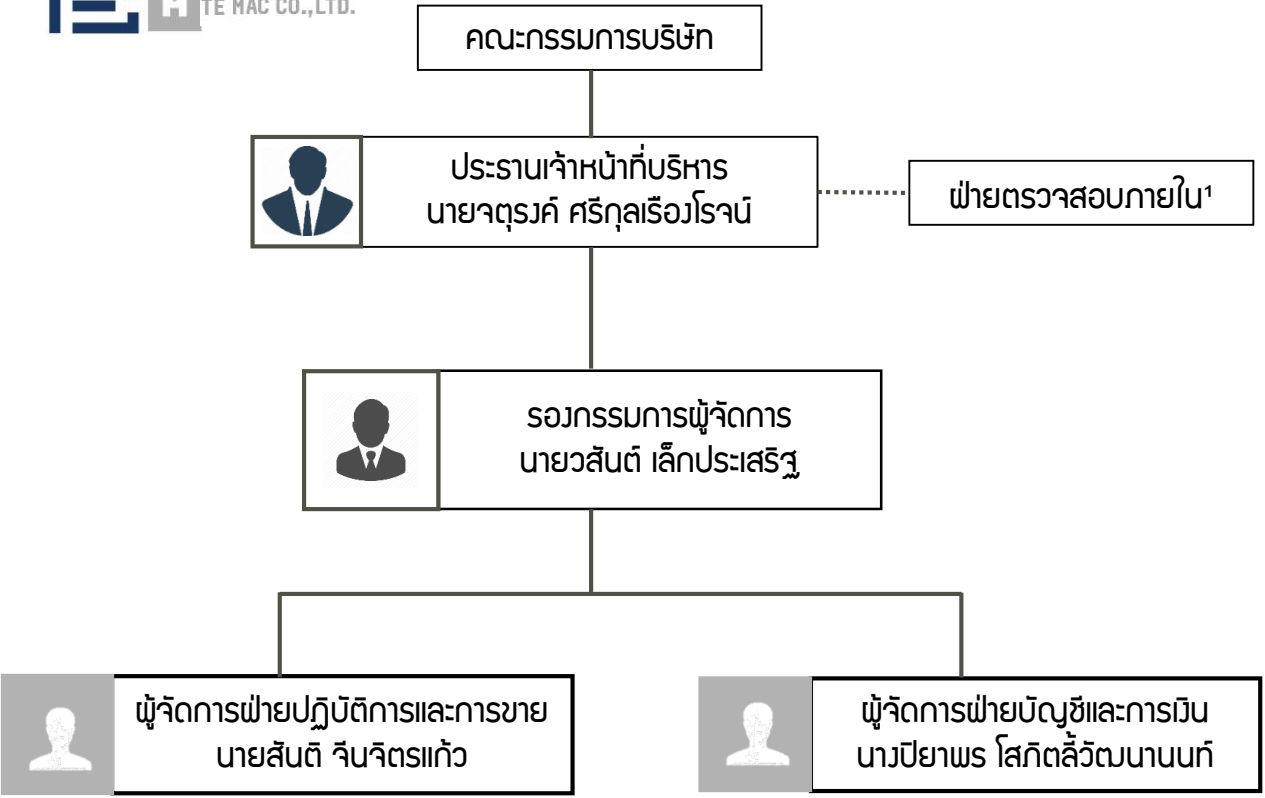 TE MAC CO.,LTD.
คณะกรรมการบริษัท
ประธานเจ้าหน้าที่บริหาร
นายจตุรงค์ ศรีกุลเรืองโรจน์
ฝ่ายตรวจสอบภายใน¹
รองกรรมการผู้จัดการ
นายวสันต์ เล็กประเสริฐ
ผู้จัดการฝ่ายปฏิบัติการและการขาย
นายสันติ จีนจิตรแก้ว
ผู้จัดการฝ่ายบัญชีและการเงิน
นางปิยาพร โสภิตลี้วัฒนานนท์